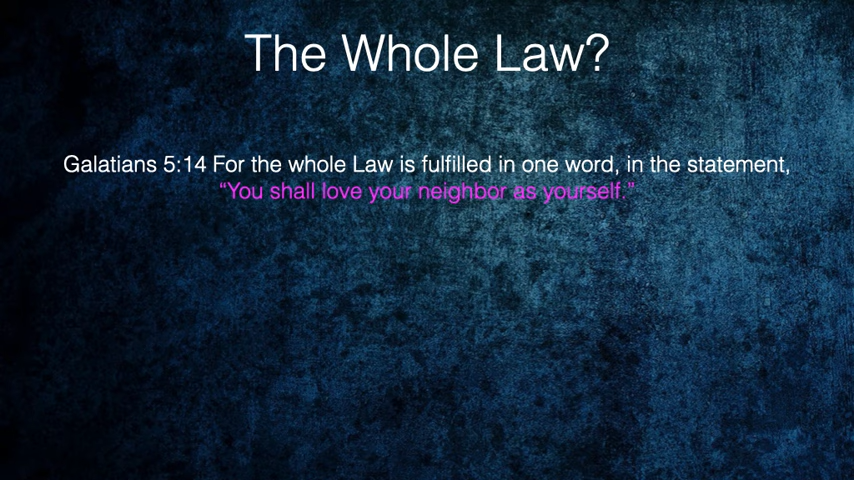 The Whole Law?
Galatians 5:14 For the whole Law is fulfilled in one word, in the statement,
“You shall love your neighbor as yourself.”